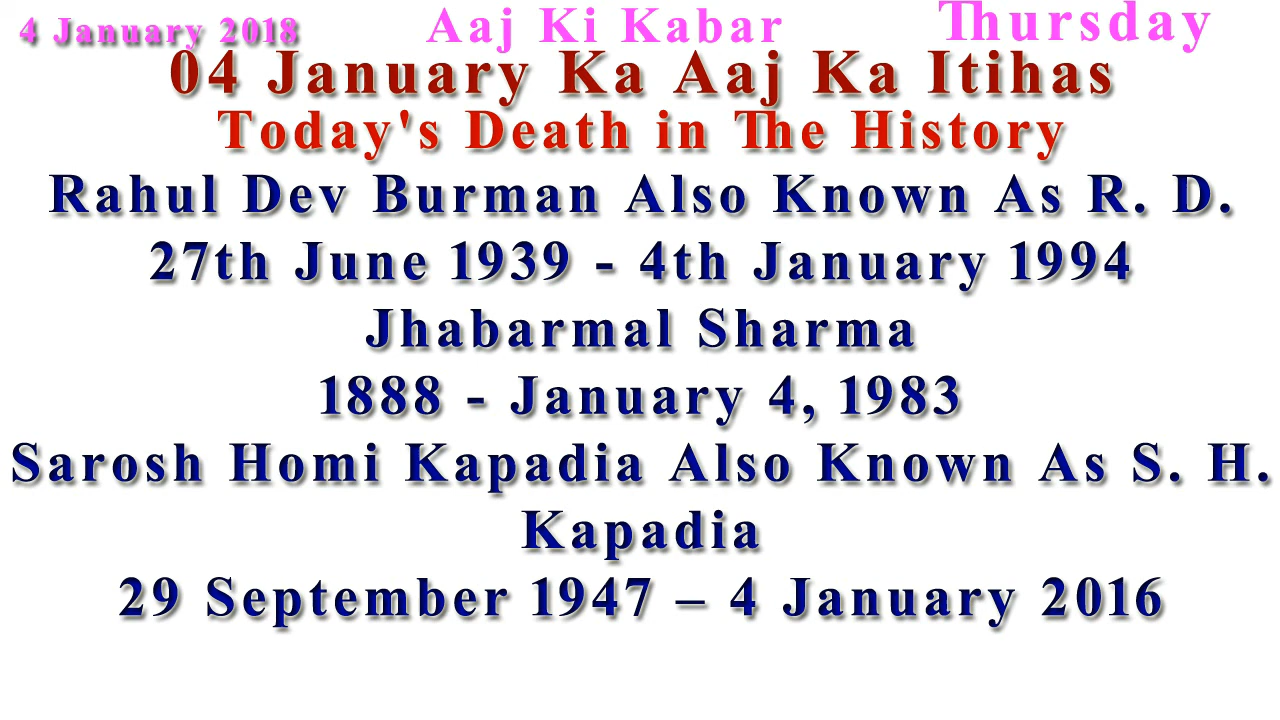 4 January 2018 Aaj Ki Kabar Thursday
04 January Ka Aaj Ka Itihas
Today's Death in The History
Rahul Dev Burman Also Known As R. D.
27th June 1939 - 4th January 1994
Jhabarmal Sharma
1888 - January 4, 1983
Sarosh Homi Kapadia Also Known As S. H.
Kapadia
29 September 1947 – 4 January 2016